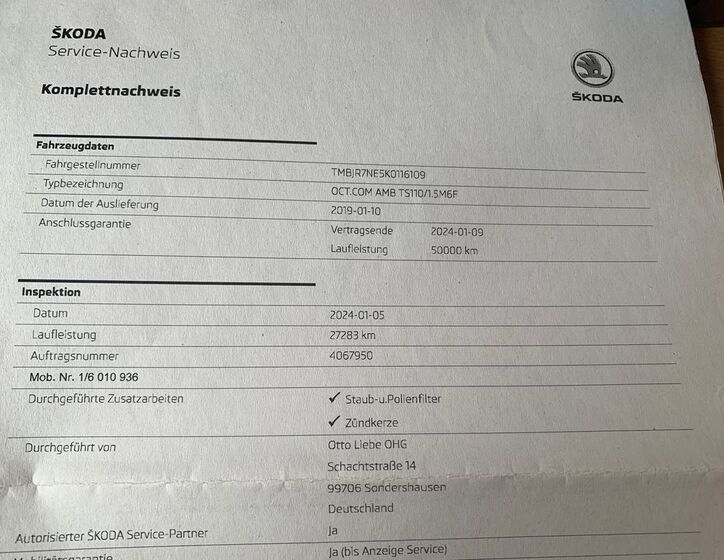 ŠKODA
Service-Nachweis
ŠKODA
Komplettnachweis
Fahrzeugdaten
Fahrgestellnummer TMBJR7NE5K0116109
Typbezeichnung OCT.COM AMB TS110/1.5M6F
Datum der Auslieferung 2019-01-10
Anschlussgarantie Vertragsende 2024-01-09
Laufleistung 50000 km
Inspektion
Datum 2024-01-05
Laufleistung 27283 km
Auftragsnummer 4067950
Mob. Nr. 1/6 010 936
Durchgeführte Zusatzarbeiten ✓ Staub-u.Pollenfilter
✓ Zündkerze
Durchgeführt von Otto Liebe OHG
Schachtstraße 14
99706 Sondershausen
Deutschland
Autorisierter ŠKODA Service-Partner Ja
Mobilitätsgarantie Ja (bis Anzeige Service)